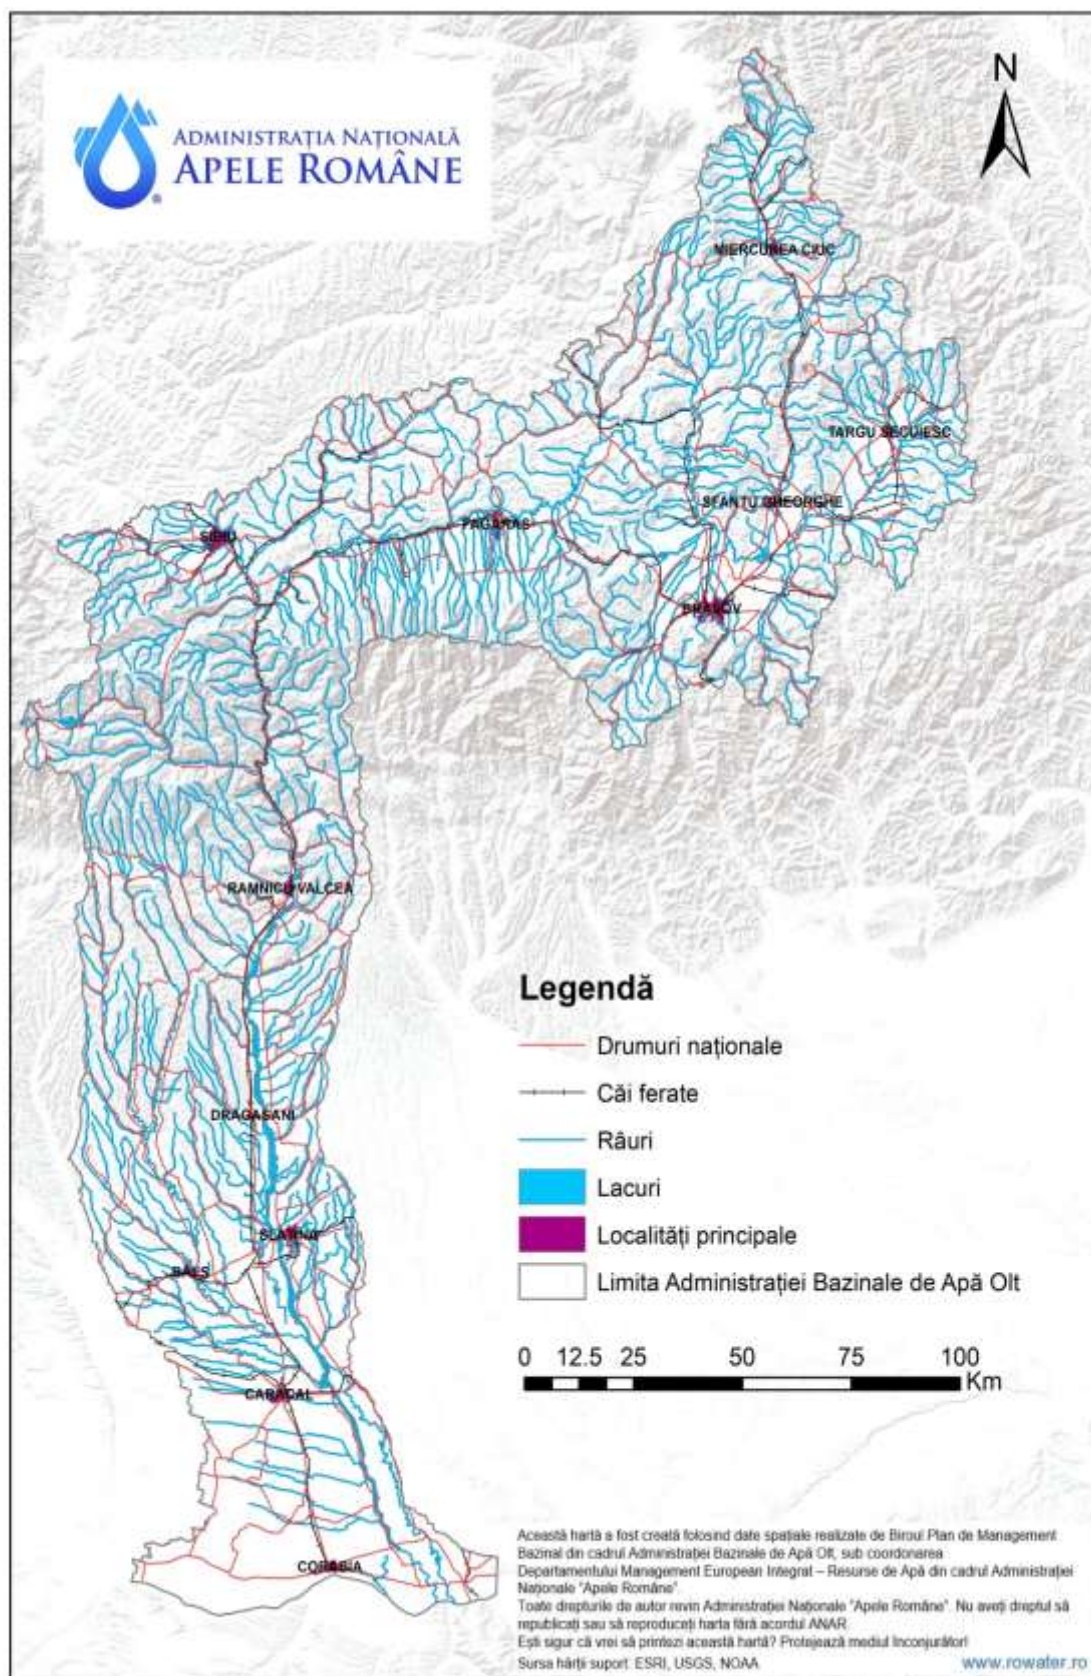 ADMINISTRAȚIA NAȚIONALĂ
APELE ROMÂNE
®
N
MIERCUREA CIUC
TARGU SECUIESC
SFANTU GHEORGHE
FAGARAS
SIBIU
BRASOV
RAMNICU VALCEA
DRAGASANI
SLATINA
BALS
CARACAL
CORABIA
Legendă
Drumuri naționale
Căi ferate
Râuri
Lacuri
Localități principale
Limita Administrației Bazinale de Apă Olt
0 12.5 25 50 75 100
Km
Această hartă a fost creată folosind date spațiale realizate de Biroul Plan de Management
Bazinal din cadrul Administrației Bazinale de Apă Olt, sub coordonarea
Departamentului Management European Integrat – Resurse de Apă din cadrul Administrației
Naționale "Apele Române".
Toate drepturile de autor revin Administrației Naționale "Apele Române". Nu aveți dreptul să
republicați sau să reproduceți harta fără acordul ANAR.
Ești sigur că vrei să printezi această hartă? Protejează mediul înconjurător!
Sursa hărții suport: ESRI, USGS, NOAA
www.rowater.ro